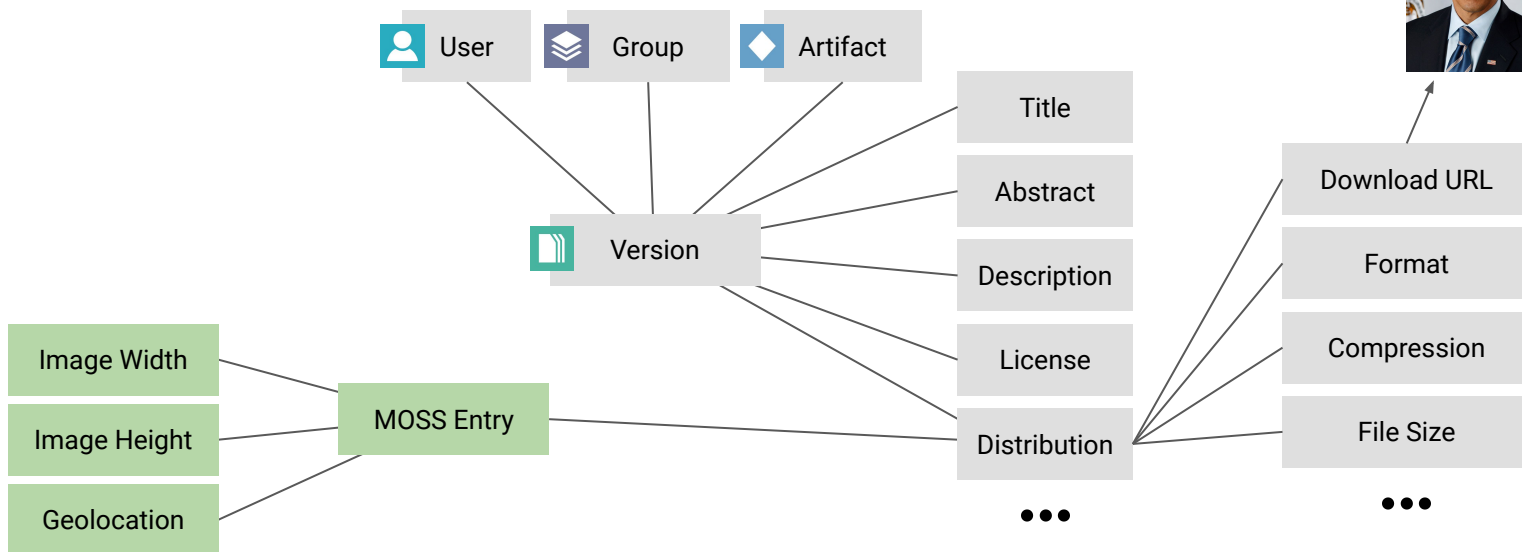 User
Group
Artifact
Title
Abstract
Download URL
Version
Format
Description
Image Width
License
Compression
MOSS Entry
Image Height
Distribution
File Size
Geolocation